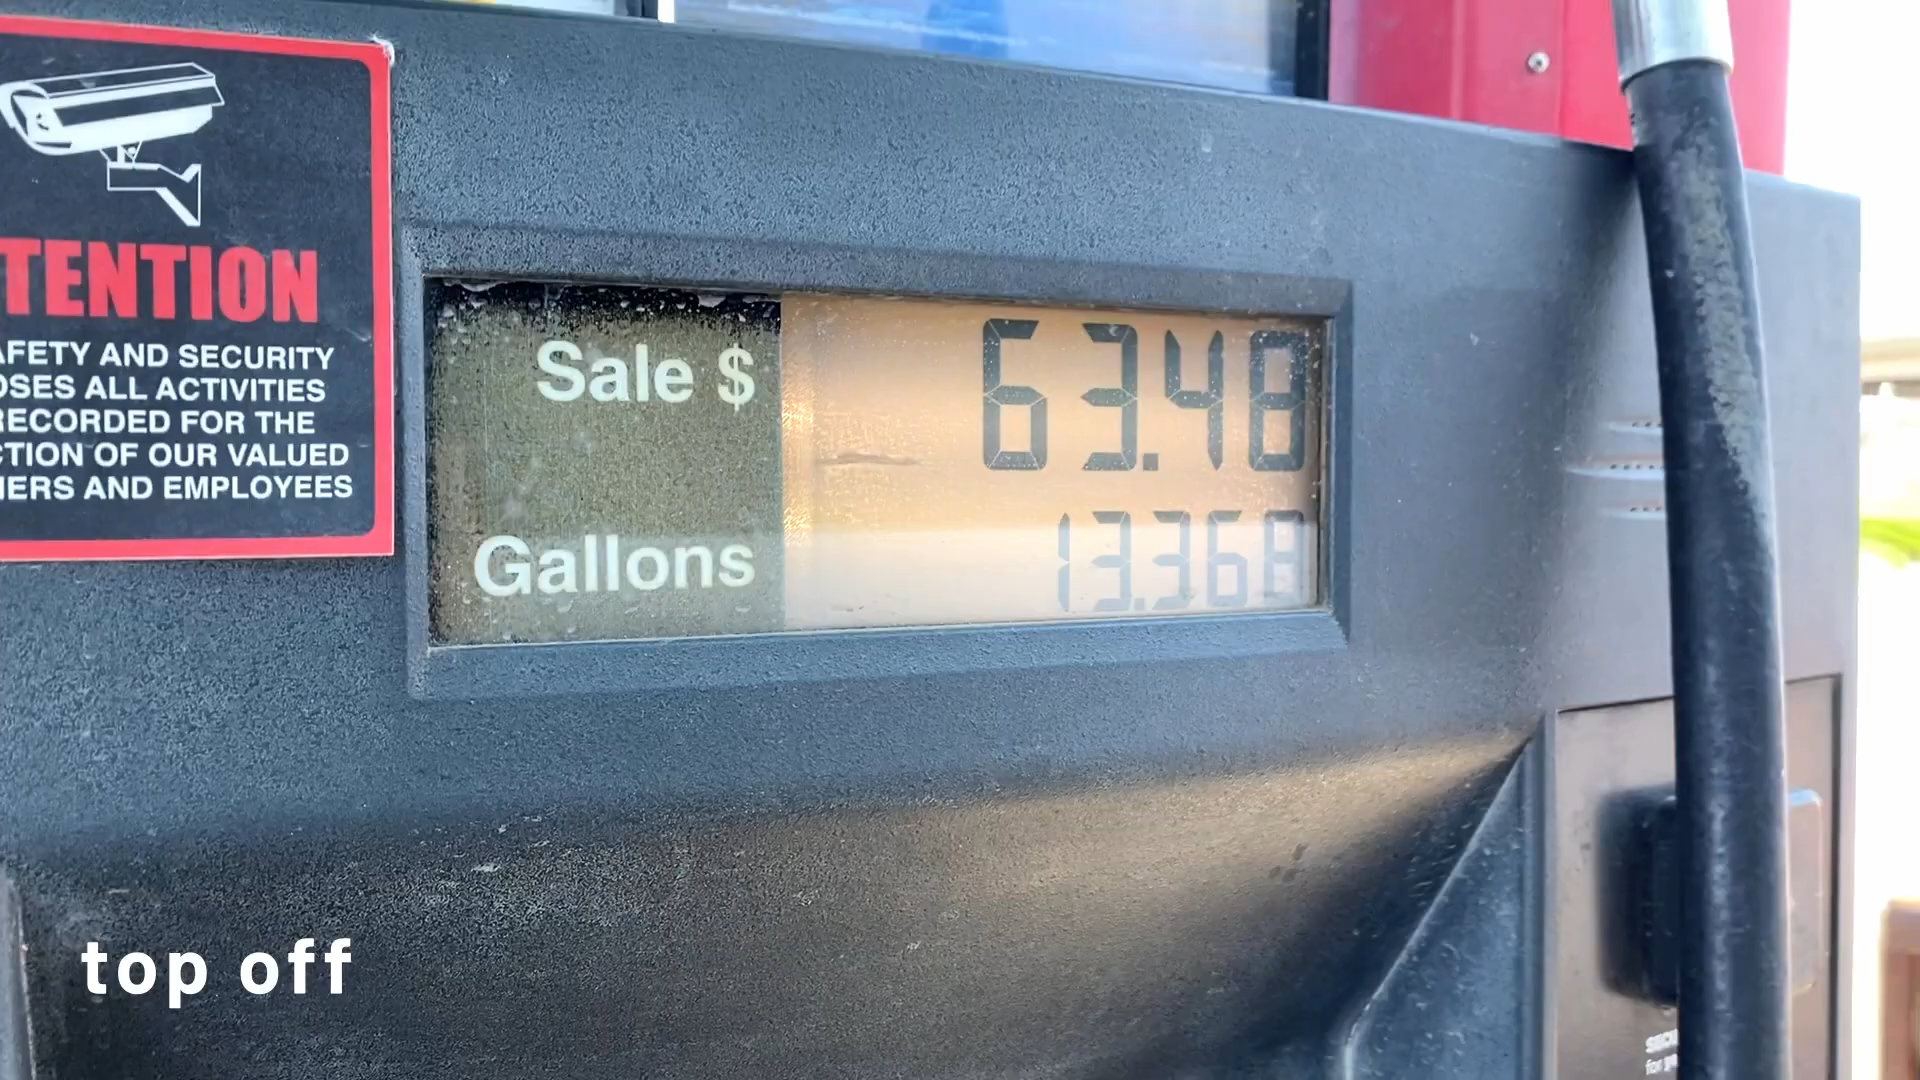 TENTION
AFETY AND SECURITY
OSES ALL ACTIVITIES
RECORDED FOR THE
CTION OF OUR VALUED
IERS AND EMPLOYEES
Sale $ 63.48
Gallons 13.368
top off